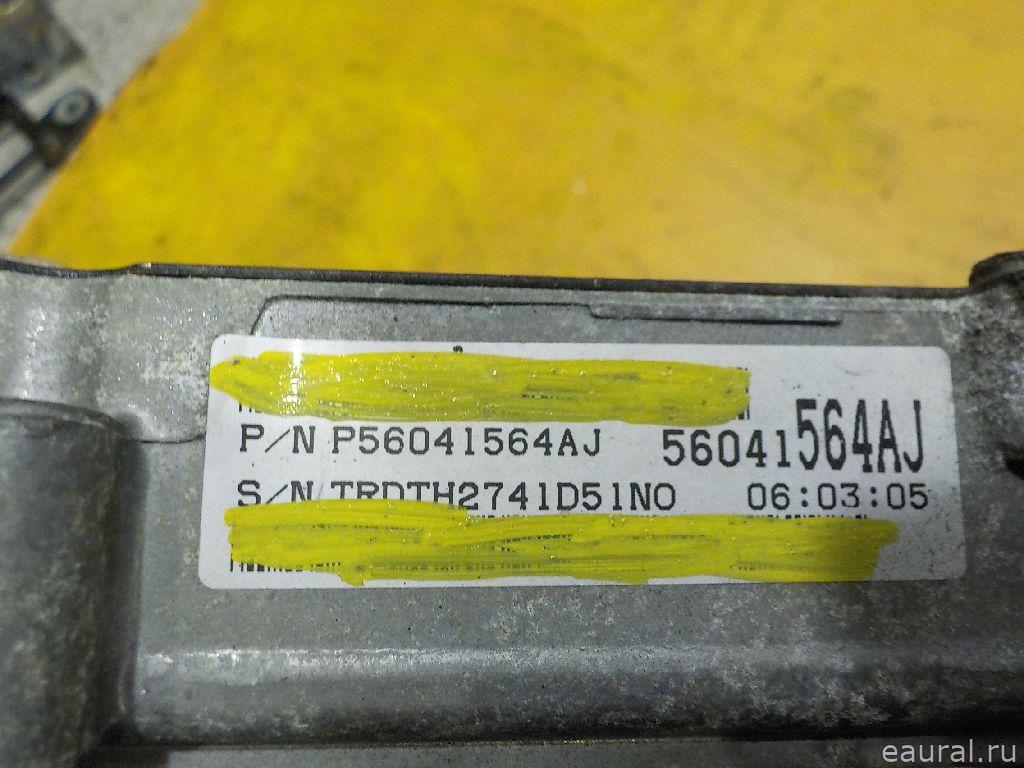 P/N P56041564AJ 56041564AJ
S/N TRDTH2741D51NO 06:03:05
eaural.ru